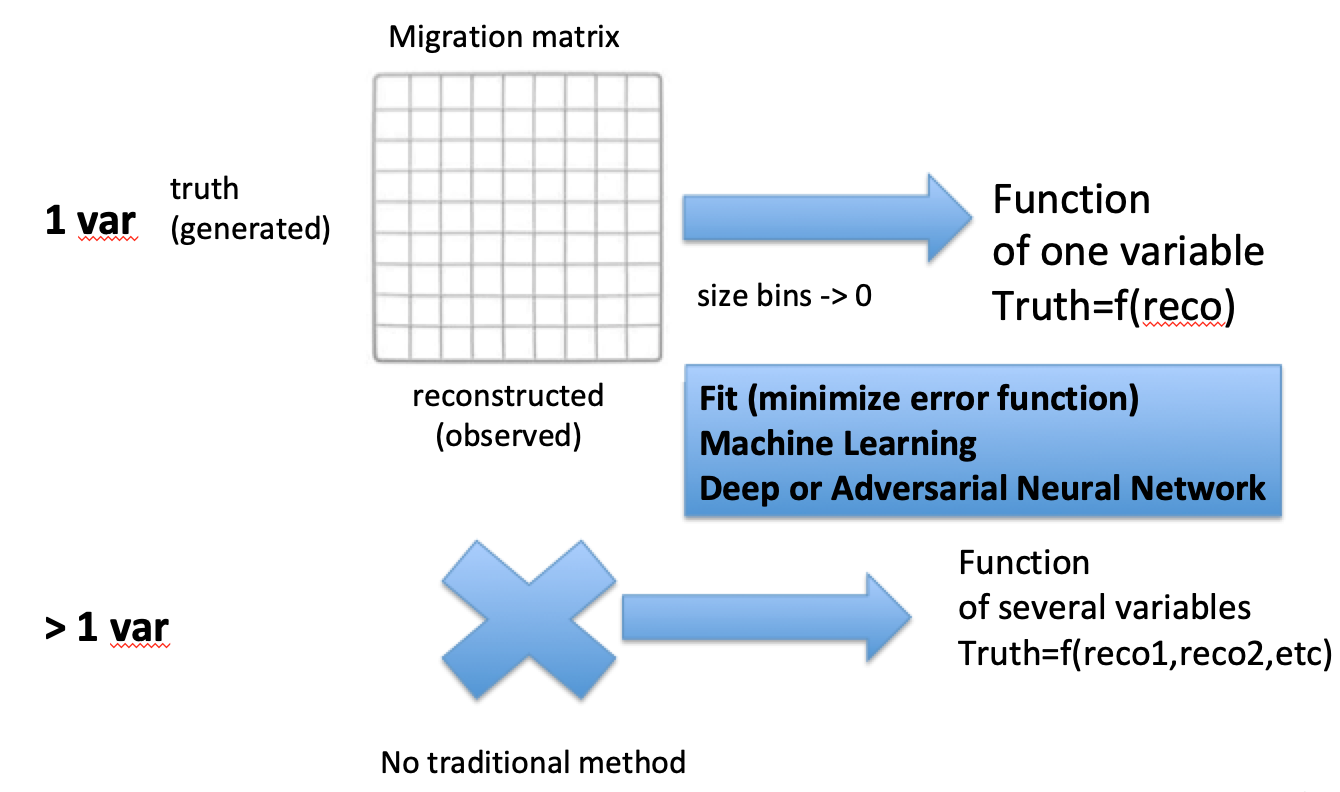 Migration matrix
truth
(generated)
1 var
Function
of one variable
Truth=f(reco)
size bins -> 0
reconstructed
(observed)
Fit (minimize error function)
Machine Learning
Deep or Adversarial Neural Network
> 1 var
Function
of several variables
Truth=f(reco1,reco2,etc)
No traditional method